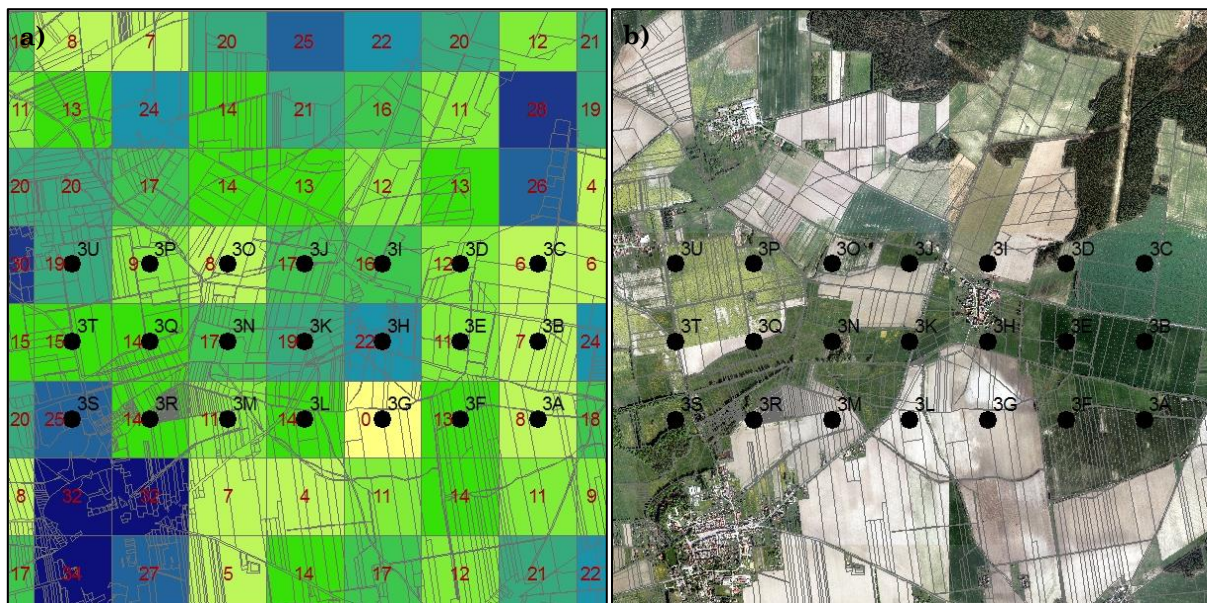 a) 8 7 20 25 22 20 12 21
11 13 24 14 21 16 11 28 19
20 20 17 14 13 12 13 26 4
3U 3P 3O 3J 3I 3D 3C
30 19 9 8 17 16 12 6 6
3T 3Q 3N 3K 3H 3E 3B
15 15 14 17 19 22 11 7 24
3S 3R 3M 3L 3G 3F 3A
20 25 14 11 14 0 13 8 18
8 32 7 4 11 14 11 9
17 34 27 5 14 17 12 21 22
b)
3U 3P 3O 3J 3I 3D 3C
3T 3Q 3N 3K 3H 3E 3B
3S 3R 3M 3L 3G 3F 3A